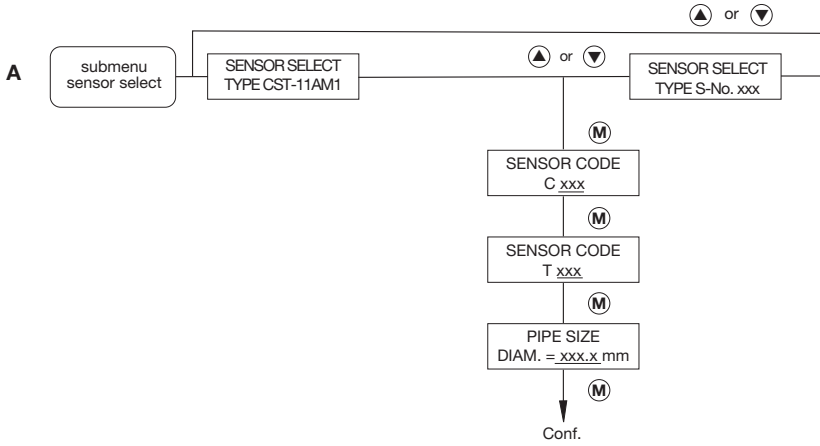 ▲ or ▼
A
submenu
sensor select
SENSOR SELECT
TYPE CST-11AM1
▲ or ▼
SENSOR SELECT
TYPE S-No. xxx
M
SENSOR CODE
C xxx
M
SENSOR CODE
T xxx
M
PIPE SIZE
DIAM. = xxx.x mm
M
Conf.